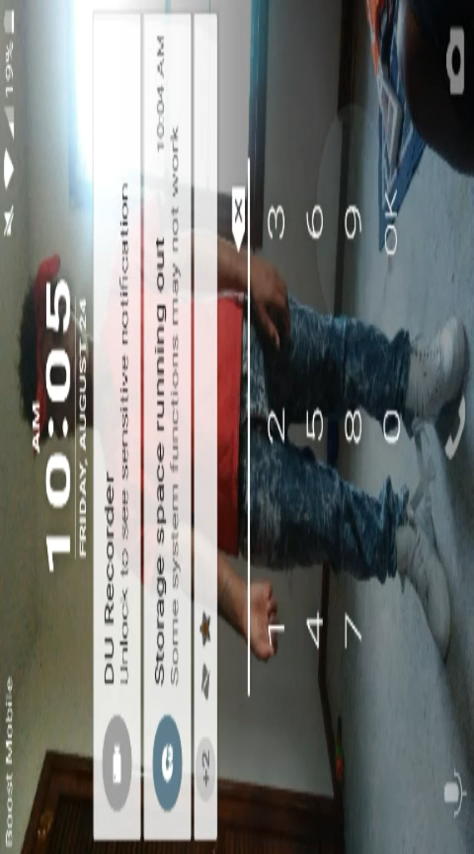 Boost Mobile 19%
AM
10:05
FRIDAY, AUGUST 24
DU Recorder
Unlock to see sensitive notification
Storage space running out 10:04 AM
Some system functions may not work
+2
1 2 3
4 5 6
7 8 9
0 OK